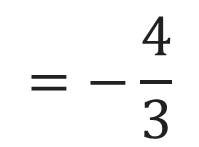 = − 4/3